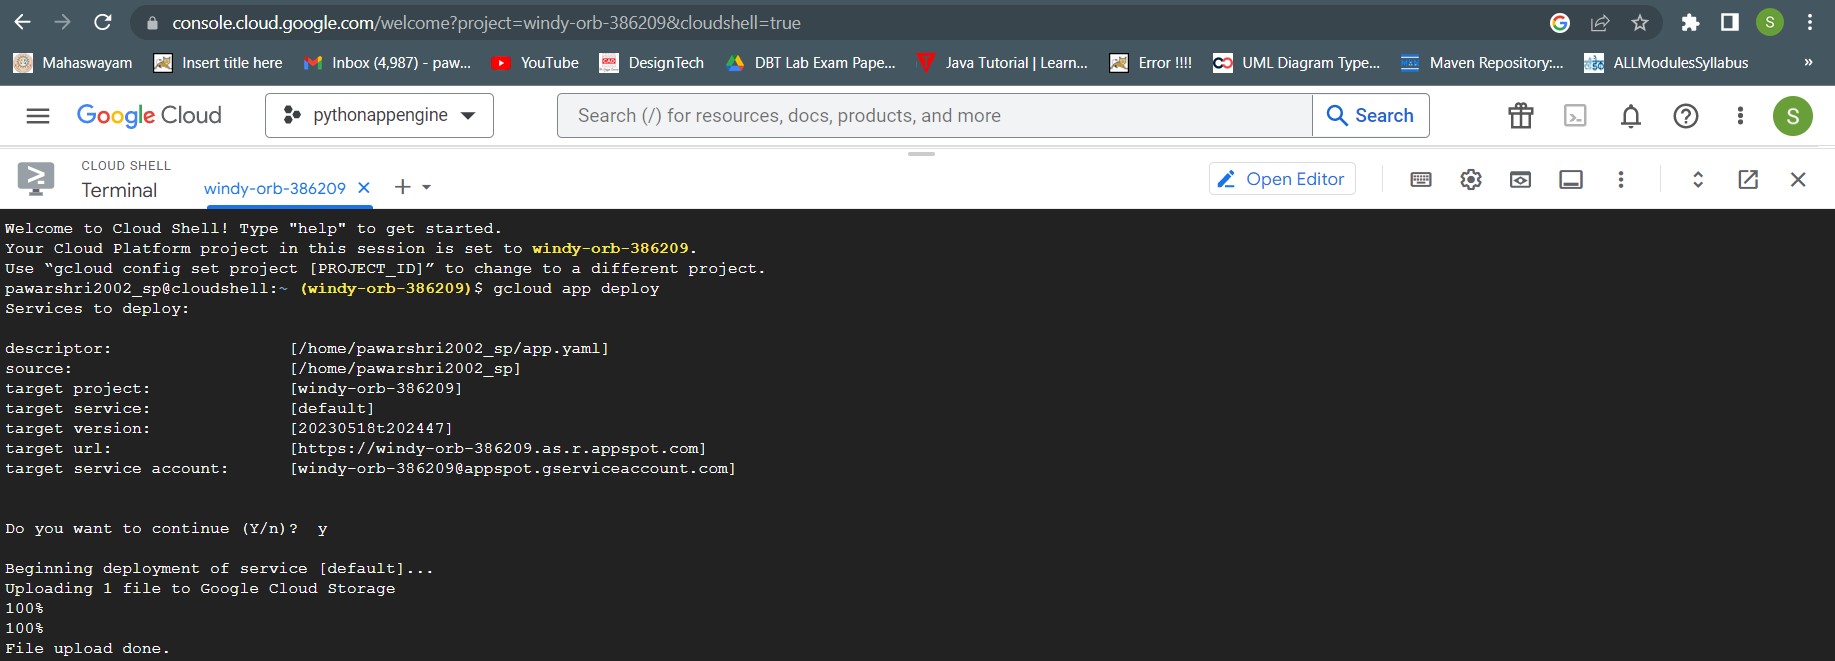 console.cloud.google.com/welcome?project=windy-orb-386209&cloudshell=true
S
Mahaswayam Insert title here Inbox (4,987) - paw... YouTube DesignTech DBT Lab Exam Pape... Java Tutorial | Learn... Error !!!! UML Diagram Type... Maven Repository:... ALLModulesSyllabus »
Google Cloud pythonappengine Search (/) for resources, docs, products, and more Search S
CLOUD SHELL
Terminal windy-orb-386209 Open Editor
Welcome to Cloud Shell! Type "help" to get started.
Your Cloud Platform project in this session is set to windy-orb-386209.
Use “gcloud config set project [PROJECT_ID]” to change to a different project.
pawarshri2002_sp@cloudshell:~ (windy-orb-386209)$ gcloud app deploy
Services to deploy:
descriptor: [/home/pawarshri2002_sp/app.yaml]
source: [/home/pawarshri2002_sp]
target project: [windy-orb-386209]
target service: [default]
target version: [20230518t202447]
target url: [https://windy-orb-386209.as.r.appspot.com]
target service account: [windy-orb-386209@appspot.gserviceaccount.com]
Do you want to continue (Y/n)? y
Beginning deployment of service [default]...
Uploading 1 file to Google Cloud Storage
100%
100%
File upload done.